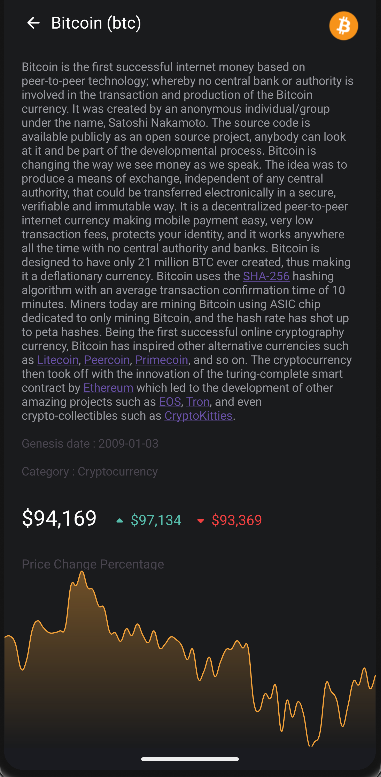 Bitcoin (btc)
Bitcoin is the first successful internet money based on
peer-to-peer technology; whereby no central bank or authority is
involved in the transaction and production of the Bitcoin
currency. It was created by an anonymous individual/group
under the name, Satoshi Nakamoto. The source code is
available publicly as an open source project, anybody can look
at it and be part of the developmental process. Bitcoin is
changing the way we see money as we speak. The idea was to
produce a means of exchange, independent of any central
authority, that could be transferred electronically in a secure,
verifiable and immutable way. It is a decentralized peer-to-peer
internet currency making mobile payment easy, very low
transaction fees, protects your identity, and it works anywhere
all the time with no central authority and banks. Bitcoin is
designed to have only 21 million BTC ever created, thus making
it a deflationary currency. Bitcoin uses the SHA-256 hashing
algorithm with an average transaction confirmation time of 10
minutes. Miners today are mining Bitcoin using ASIC chip
dedicated to only mining Bitcoin, and the hash rate has shot up
to peta hashes. Being the first successful online cryptography
currency, Bitcoin has inspired other alternative currencies such
as Litecoin, Peercoin, Primecoin, and so on. The cryptocurrency
then took off with the innovation of the turing-complete smart
contract by Ethereum which led to the development of other
amazing projects such as EOS, Tron, and even
crypto-collectibles such as CryptoKitties.
Genesis date : 2009-01-03
Category : Cryptocurrency
$94,169 $97,134 $93,369
Price Change Percentage